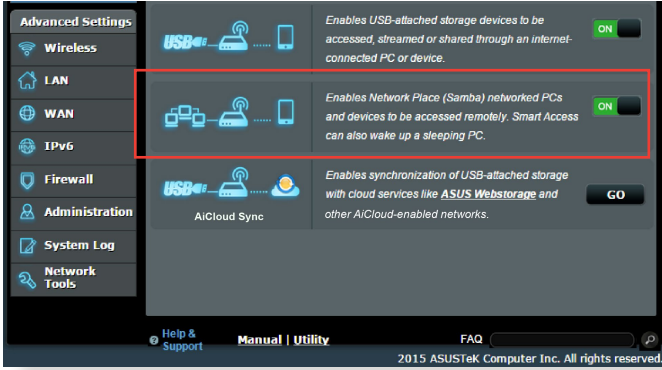 Advanced Settings
Wireless
LAN
WAN
IPv6
Firewall
Administration
System Log
Network
Tools
USB
Enables USB-attached storage devices to be
accessed, streamed or shared through an internet-
connected PC or device.
ON
Enables Network Place (Samba) networked PCs
and devices to be accessed remotely. Smart Access
can also wake up a sleeping PC.
ON
USB
AiCloud Sync
Enables synchronization of USB-attached storage
with cloud services like ASUS Webstorage and
other AiCloud-enabled networks.
GO
Help &
Support
Manual | Utility
FAQ
2015 ASUSTeK Computer Inc. All rights reserved.